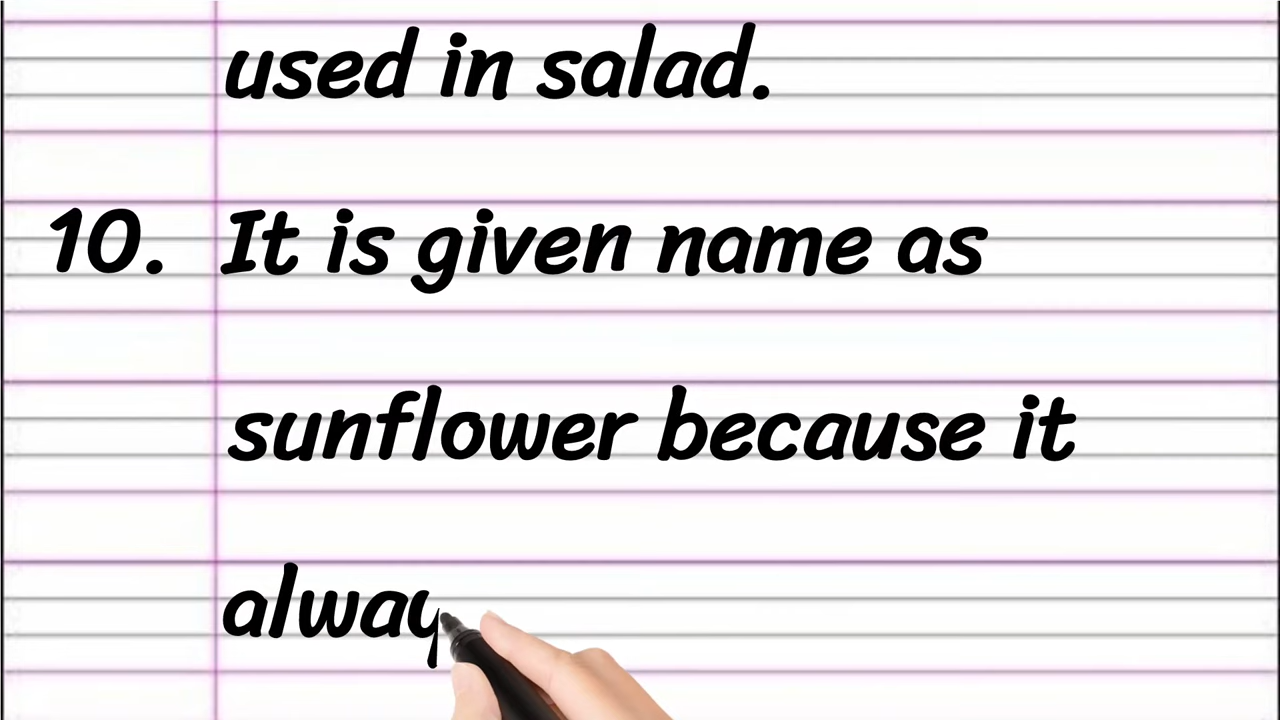 used in salad.
10. It is given name as
sunflower because it
alway